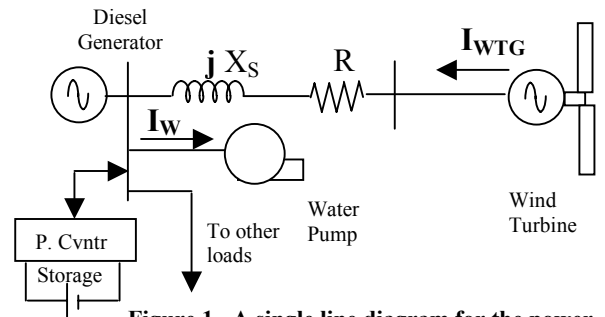 Diesel
Generator
j X_S
R
I_WTG
I_W
Water
Pump
Wind
Turbine
To other
loads
P. Cvntr
Storage
Figure 1. A single line diagram for the power